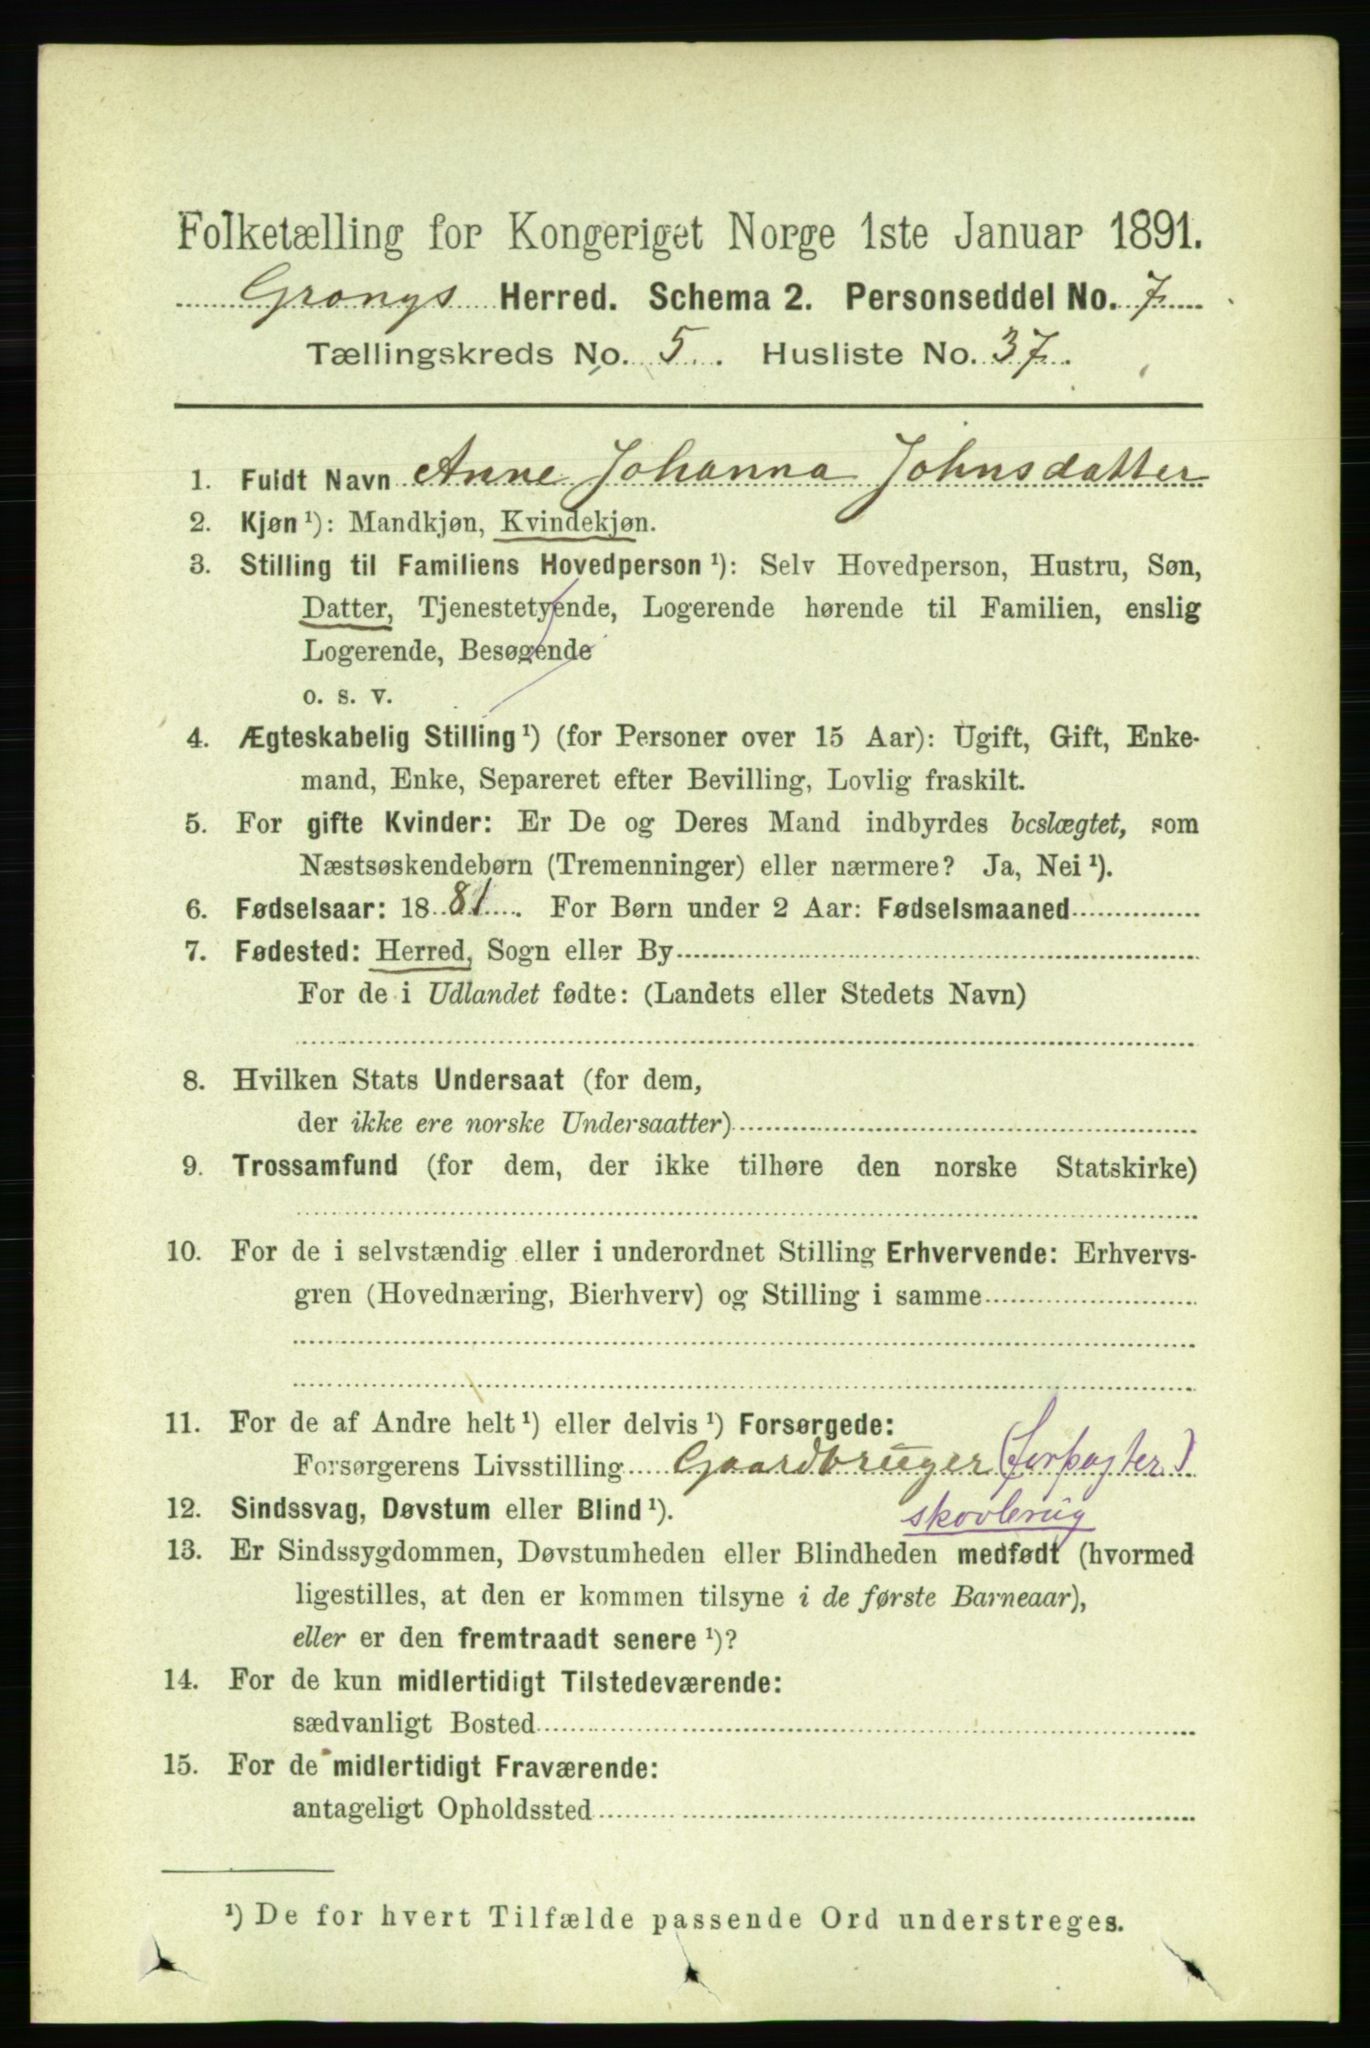 Folketælling for Kongeriget Norge 1ste Januar 1891.
Grongs Herred. Schema 2. Personseddel No. 7
Tællingskreds No. 5. Husliste No. 37.
1. Fuldt Navn Anne Johanna Johnsdatter
2. Kjøn ¹): Mandkjøn, Kvindekjøn.
3. Stilling til Familiens Hovedperson ¹): Selv Hovedperson, Hustru, Søn,
Datter, Tjenestetyende, Logerende hørende til Familien, enslig
Logerende, Besøgende
o. s. v.
4. Ægteskabelig Stilling ¹) (for Personer over 15 Aar): Ugift, Gift, Enke-
mand, Enke, Separeret efter Bevilling, Lovlig fraskilt.
5. For gifte Kvinder: Er De og Deres Mand indbyrdes beslægtet, som
Næstsøskendebørn (Tremenninger) eller nærmere? Ja, Nei ¹).
6. Fødselsaar: 1881. For Børn under 2 Aar: Fødselsmaaned
7. Fødested: Herred, Sogn eller By
For de i Udlandet fødte: (Landets eller Stedets Navn)
8. Hvilken Stats Undersaat (for dem,
der ikke ere norske Undersaatter)
9. Trossamfund (for dem, der ikke tilhøre den norske Statskirke)
10. For de i selvstændig eller i underordnet Stilling Erhvervende: Erhvervs-
gren (Hovednæring, Bierhverv) og Stilling i samme
11. For de af Andre helt ¹) eller delvis ¹) Forsørgede:
Forsørgerens Livsstilling Gaardbruger (forpagter)
skovbrug
12. Sindssvag, Døvstum eller Blind ¹).
13. Er Sindssygdommen, Døvstumheden eller Blindheden medfødt (hvormed
ligestilles, at den er kommen tilsyne i de første Barneaar),
eller er den fremtraadt senere ¹)?
14. For de kun midlertidigt Tilstedeværende:
sædvanligt Bosted
15. For de midlertidigt Fraværende:
antageligt Opholdssted
¹) De for hvert Tilfælde passende Ord understreges.